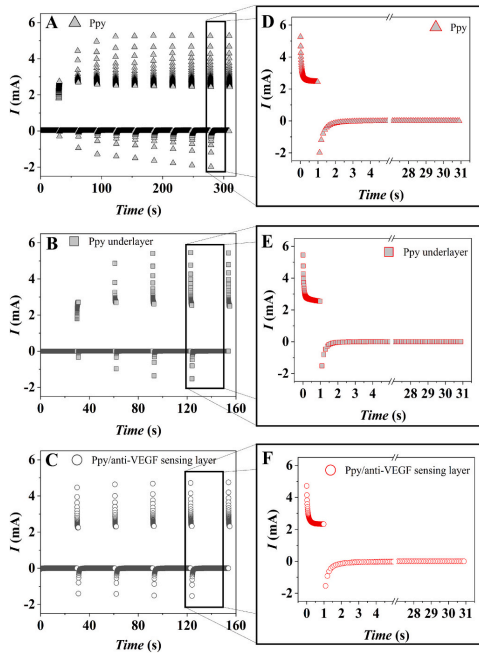 A
Ppy
I (mA)
6
4
2
0
-2
0 100 200 300
Time (s)
D
Ppy
I (mA)
6
4
2
0
-2
0 1 2 4 28 29 30 31
Time (s)
B
Ppy underlayer
I (mA)
6
4
2
0
-2
0 40 80 120 160
Time (s)
E
Ppy underlayer
I (mA)
6
4
2
0
-2
0 1 2 4 28 29 30 31
Time (s)
C
Ppy/anti-VEGF sensing layer
I (mA)
6
4
2
0
-2
0 40 80 120 160
Time (s)
F
Ppy/anti-VEGF sensing layer
I (mA)
6
4
2
0
-2
0 1 2 3 4 28 29 30 31
Time (s)